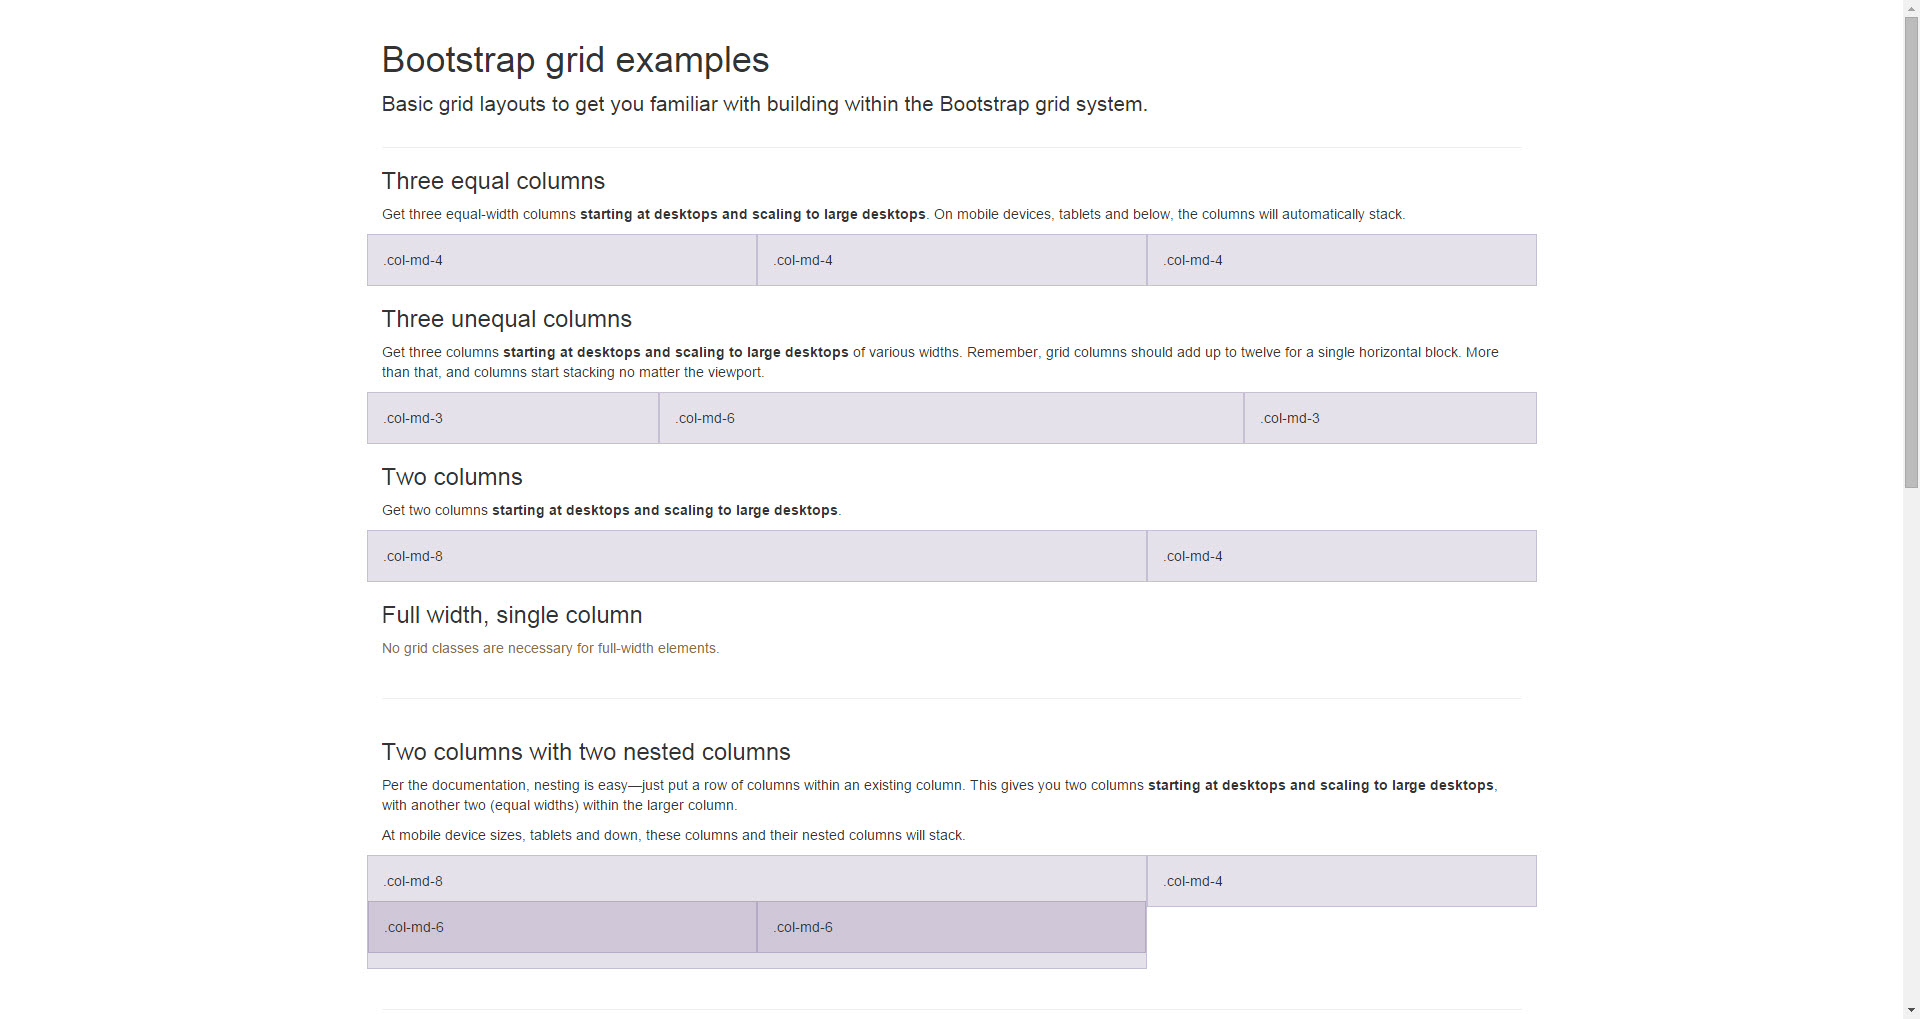 Bootstrap grid examples
Basic grid layouts to get you familiar with building within the Bootstrap grid system.
Three equal columns
Get three equal-width columns starting at desktops and scaling to large desktops. On mobile devices, tablets and below, the columns will automatically stack.
.col-md-4 .col-md-4 .col-md-4
Three unequal columns
Get three columns starting at desktops and scaling to large desktops of various widths. Remember, grid columns should add up to twelve for a single horizontal block. More
than that, and columns start stacking no matter the viewport.
.col-md-3 .col-md-6 .col-md-3
Two columns
Get two columns starting at desktops and scaling to large desktops.
.col-md-8 .col-md-4
Full width, single column
No grid classes are necessary for full-width elements.
Two columns with two nested columns
Per the documentation, nesting is easy—just put a row of columns within an existing column. This gives you two columns starting at desktops and scaling to large desktops,
with another two (equal widths) within the larger column.
At mobile device sizes, tablets and down, these columns and their nested columns will stack.
.col-md-8 .col-md-4
.col-md-6 .col-md-6